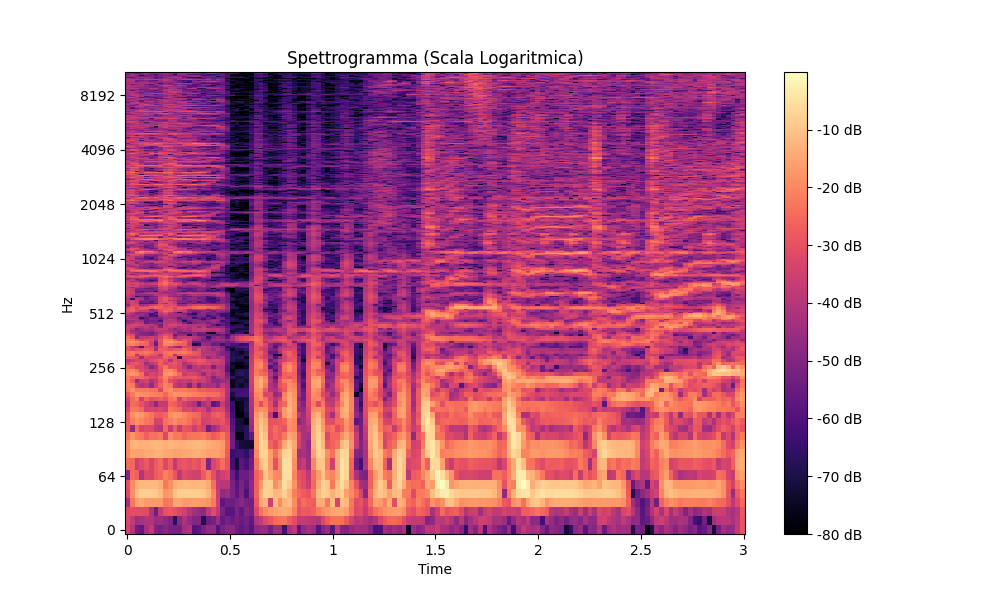 Spettrogramma (Scala Logaritmica)
8192
4096
2048
1024
512
256
128
64
0
Hz
0
0.5
1
1.5
2
2.5
3
Time
-10 dB
-20 dB
-30 dB
-40 dB
-50 dB
-60 dB
-70 dB
-80 dB